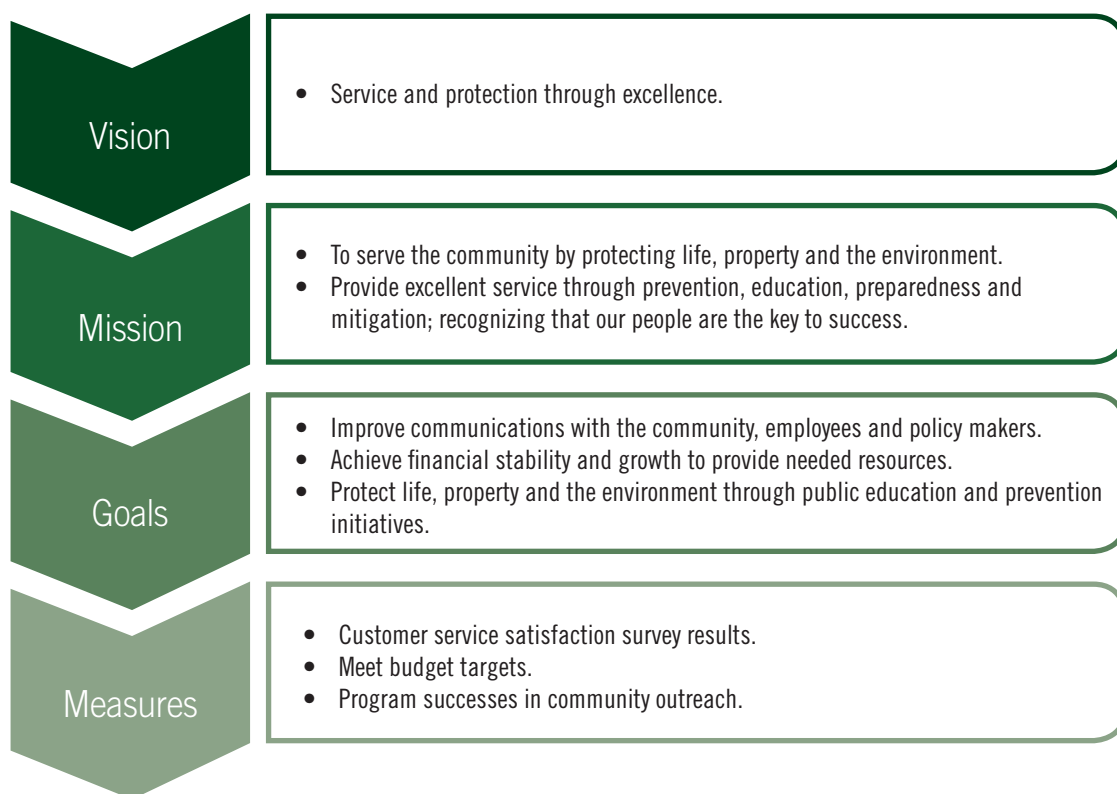 Vision
• Service and protection through excellence.
Mission
• To serve the community by protecting life, property and the environment.
• Provide excellent service through prevention, education, preparedness and
mitigation; recognizing that our people are the key to success.
Goals
• Improve communications with the community, employees and policy makers.
• Achieve financial stability and growth to provide needed resources.
• Protect life, property and the environment through public education and prevention
initiatives.
Measures
• Customer service satisfaction survey results.
• Meet budget targets.
• Program successes in community outreach.